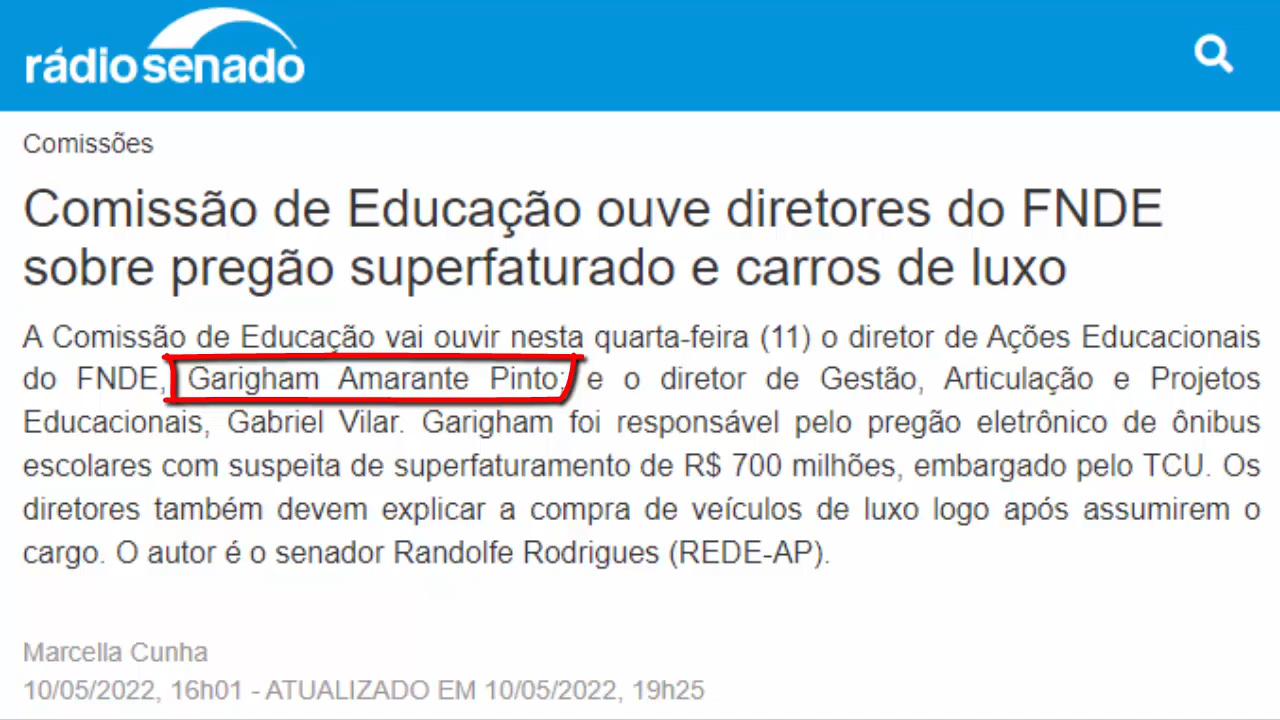 rádiosenado
Comissões
Comissão de Educação ouve diretores do FNDE
sobre pregão superfaturado e carros de luxo
A Comissão de Educação vai ouvir nesta quarta-feira (11) o diretor de Ações Educacionais
do FNDE, Garigham Amarante Pinto, e o diretor de Gestão, Articulação e Projetos
Educacionais, Gabriel Vilar. Garigham foi responsável pelo pregão eletrônico de ônibus
escolares com suspeita de superfaturamento de R$ 700 milhões, embargado pelo TCU. Os
diretores também devem explicar a compra de veículos de luxo logo após assumirem o
cargo. O autor é o senador Randolfe Rodrigues (REDE-AP).
Marcella Cunha
10/05/2022, 16h01 - ATUALIZADO EM 10/05/2022, 19h25